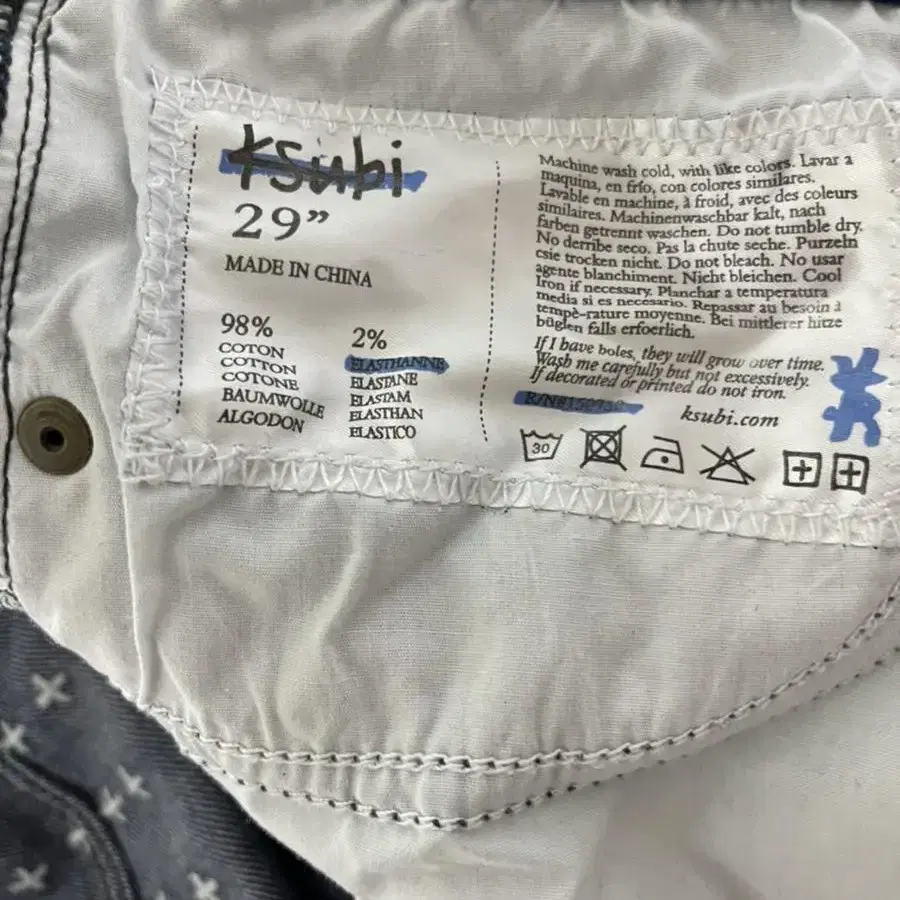 ksubi
29”
MADE IN CHINA
98%
COTON
COTTON
COTONE
BAUMWOLLE
ALGODON
2%
ELASTHANNE
ELASTANE
ELASTAM
ELASTHAN
ELASTICO
Machine wash cold, with like colors. Lavar a
maquina, en frío, con colores similares.
Lavable en machine, à froid, avec des coleurs
similaires. Machinenwaschbar kalt, nach
farben getrennt waschen. Do not tumble dry.
No derribe seco. Pas la chute seche. Purzeln
csie trocken nicht. Do not bleach. No usar
agente blanchiment. Nicht bleichen. Cool
Iron if necessary. Planchar a temperatura
media si es necesario. Repassar au besoin à
tempè-rature moyenne. Bei mittlerer hitze
büglen falls erfoerlich.
If I have boles, they will grow over time.
Wash me carefully but not excessively.
If decorated or printed do not iron.
ksubi.com
30